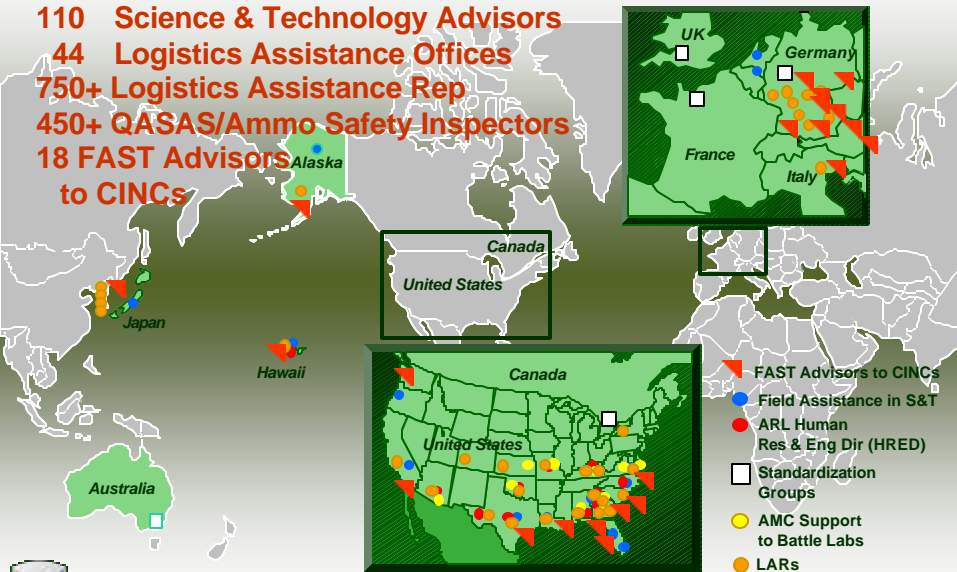 110 Science & Technology Advisors
44 Logistics Assistance Offices
750+ Logistics Assistance Rep
450+ QASAS/Ammo Safety Inspectors
18 FAST Advisors
to CINCs
Alaska
UK
Germany
France
Italy
Canada
United States
Japan
Hawaii
Australia
Canada
United States
FAST Advisors to CINCs
Field Assistance in S&T
ARL Human
Res & Eng Dir (HRED)
Standardization
Groups
AMC Support
to Battle Labs
LARs